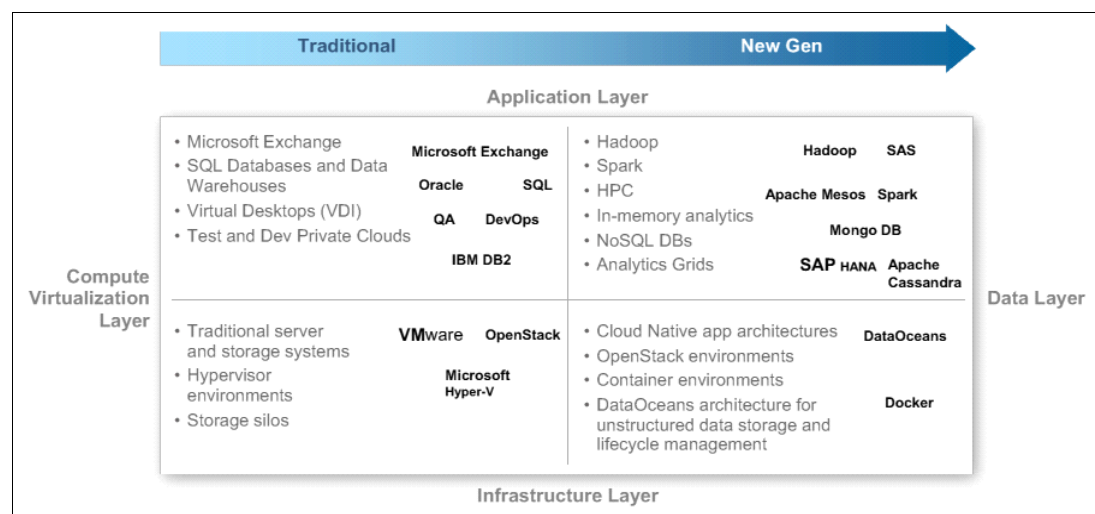 Traditional
New Gen
Application Layer
• Microsoft Exchange
• SQL Databases and Data
Warehouses
• Virtual Desktops (VDI)
• Test and Dev Private Clouds
Microsoft Exchange
Oracle SQL
QA DevOps
IBM DB2
• Hadoop
• Spark
• HPC
• In-memory analytics
• NoSQL DBs
• Analytics Grids
Hadoop SAS
Apache Mesos Spark
Mongo DB
SAP HANA Apache
Cassandra
Compute
Virtualization
Layer
Data Layer
• Traditional server
and storage systems
• Hypervisor
environments
• Storage silos
VMware OpenStack
Microsoft
Hyper-V
• Cloud Native app architectures
• OpenStack environments
• Container environments
• DataOceans architecture for
unstructured data storage and
lifecycle management
DataOceans
Docker
Infrastructure Layer